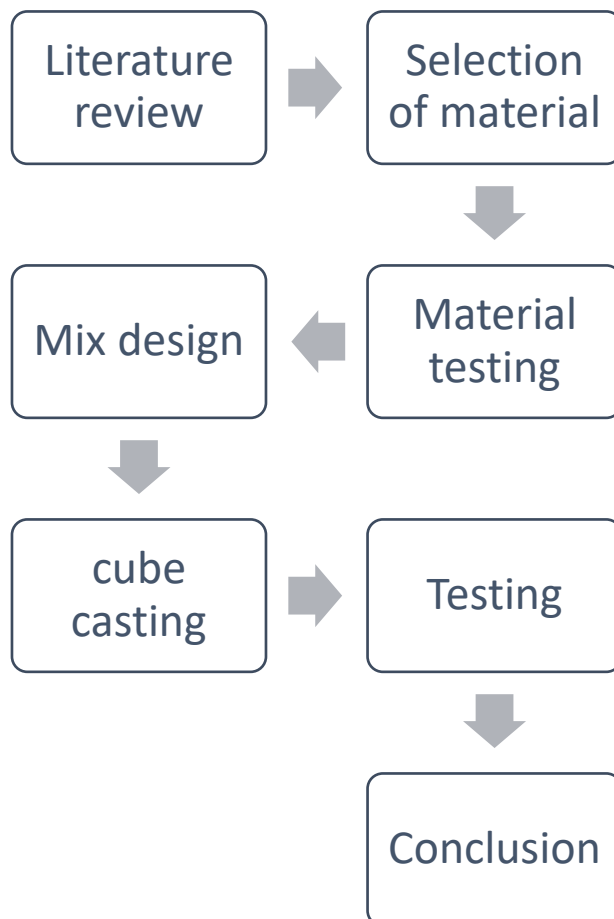 Literature
review
Selection
of material
Material
testing
Mix design
cube
casting
Testing
Conclusion